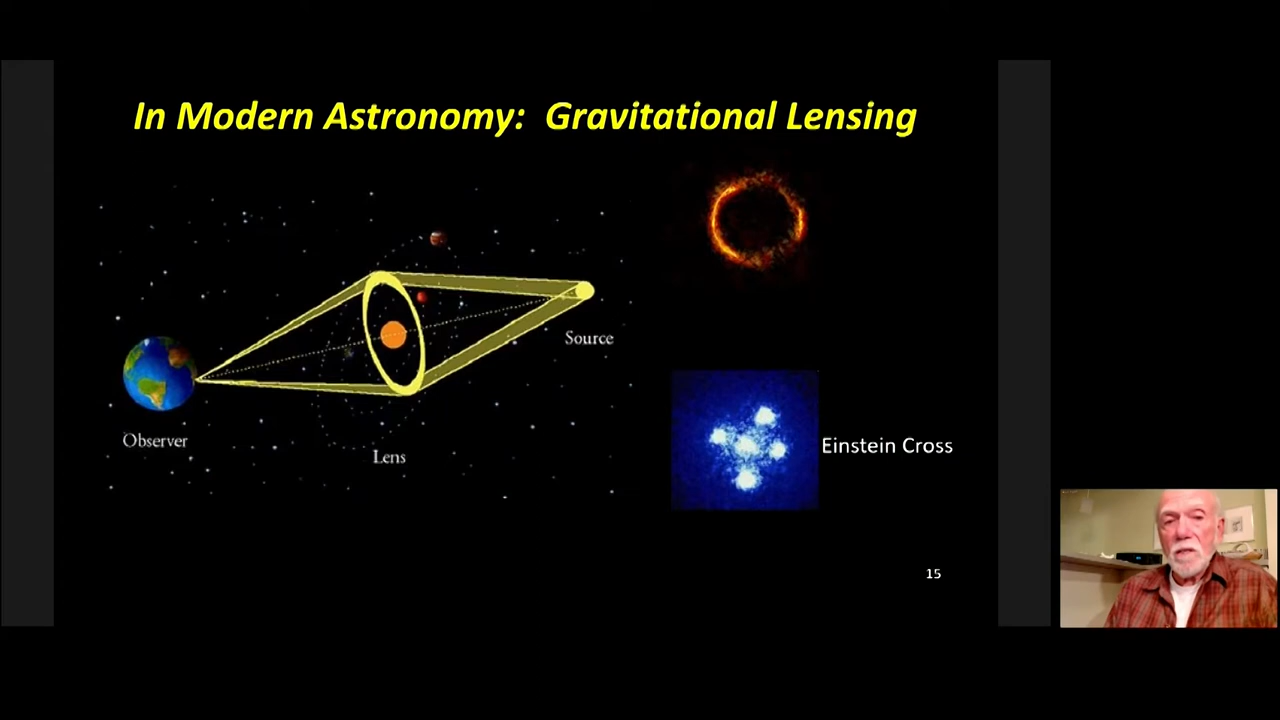 In Modern Astronomy: Gravitational Lensing
Source
Observer
Lens
Einstein Cross
15